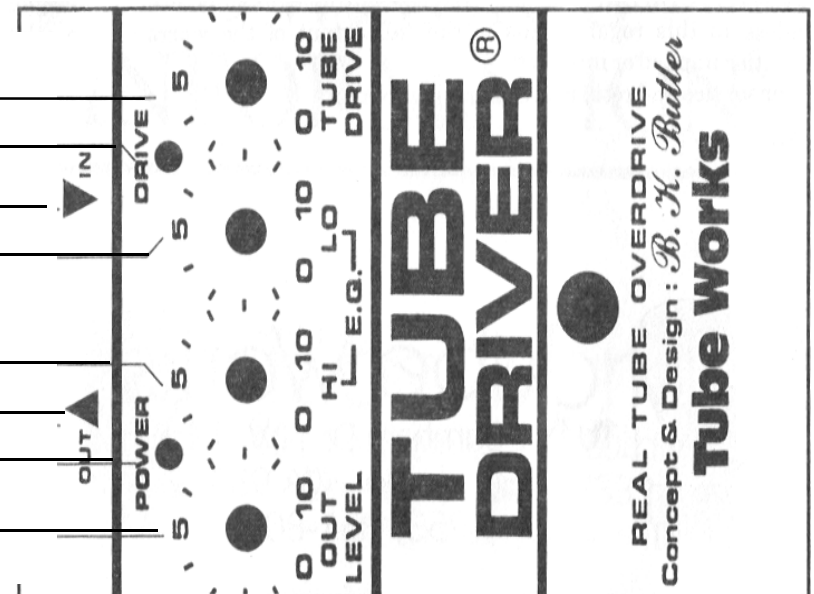 OUT IN
POWER DRIVE
5 5 5 5
0 10 0 10 0 10 0 10
OUT HI LO TUBE
LEVEL E.Q. DRIVE
TUBE
DRIVER®
REAL TUBE OVERDRIVE
Concept & Design : B. K. Butler
Tube Works